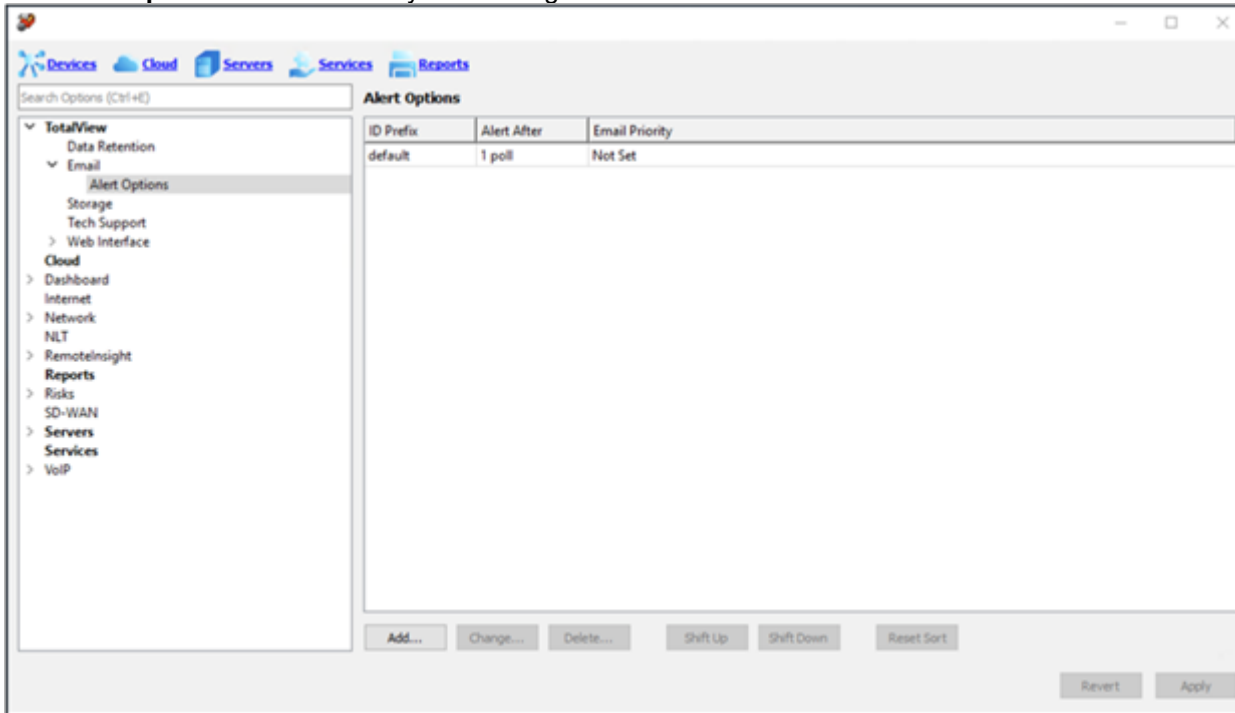 Devices Cloud Servers Services Reports
Search Options (Ctrl+E)
TotalView
Data Retention
Email
Alert Options
Storage
Tech Support
Web Interface
Cloud
Dashboard
Internet
Network
NLT
RemoteInsight
Reports
Risks
SD-WAN
Servers
Services
VoIP
Alert Options
ID Prefix Alert After Email Priority
default 1 poll Not Set
Add... Change... Delete... Shift Up Shift Down Reset Sort
Revert Apply